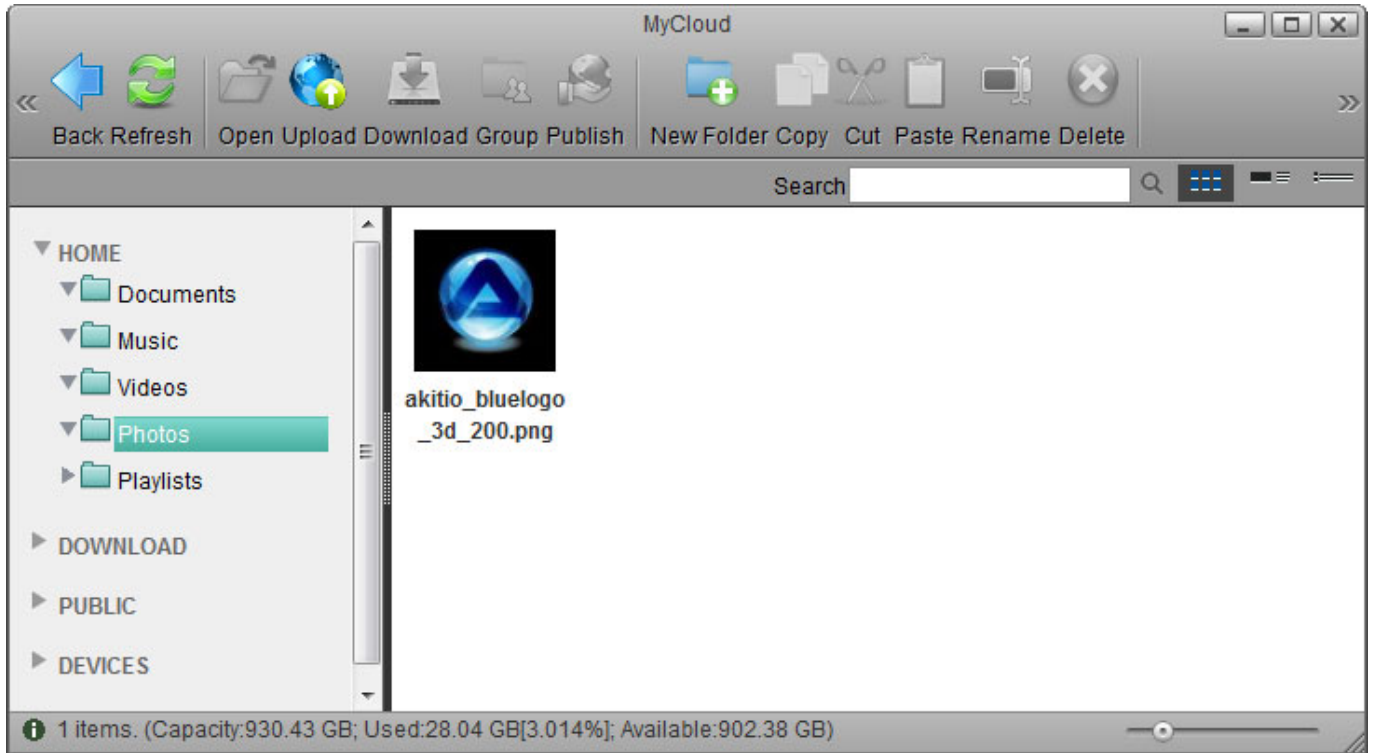 MyCloud
Back Refresh Open Upload Download Group Publish New Folder Copy Cut Paste Rename Delete
Search
HOME
Documents
Music
Videos
Photos
Playlists
DOWNLOAD
PUBLIC
DEVICES
akitio_bluelogo
_3d_200.png
1 items. (Capacity:930.43 GB; Used:28.04 GB[3.014%]; Available:902.38 GB)